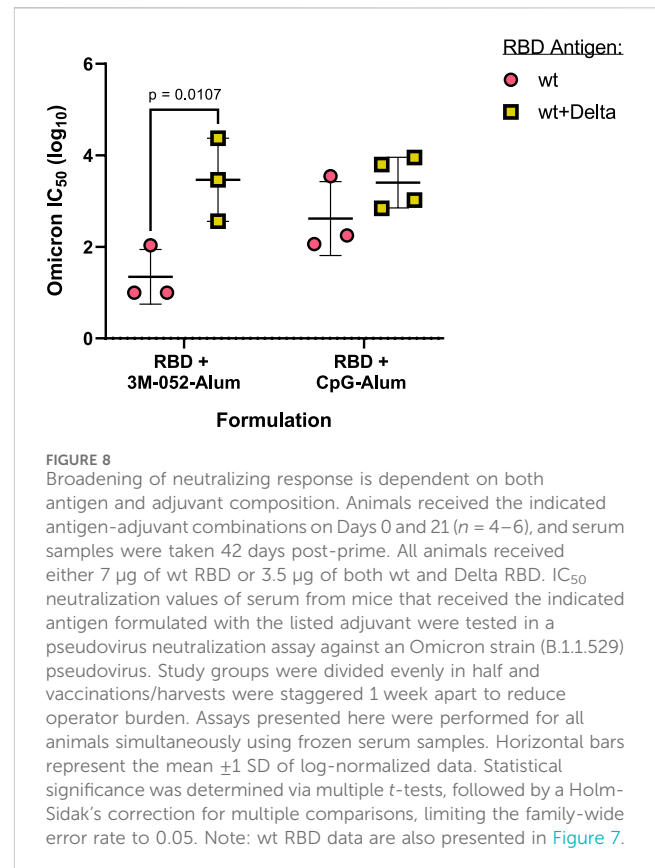 RBD Antigen:
wt
wt+Delta
p = 0.0107
6
4
2
0
Omicron IC50 (log10)
RBD +
3M-052-Alum
RBD +
CpG-Alum
Formulation
FIGURE 8
Broadening of neutralizing response is dependent on both
antigen and adjuvant composition. Animals received the indicated
antigen-adjuvant combinations on Days 0 and 21 (n = 4–6), and serum
samples were taken 42 days post-prime. All animals received
either 7 µg of wt RBD or 3.5 µg of both wt and Delta RBD. IC50
neutralization values of serum from mice that received the indicated
antigen formulated with the listed adjuvant were tested in a
pseudovirus neutralization assay against an Omicron strain (B.1.1.529)
pseudovirus. Study groups were divided evenly in half and
vaccinations/harvests were staggered 1 week apart to reduce
operator burden. Assays presented here were performed for all
animals simultaneously using frozen serum samples. Horizontal bars
represent the mean ±1 SD of log-normalized data. Statistical
significance was determined via multiple t-tests, followed by a Holm-
Sidak's correction for multiple comparisons, limiting the family-wide
error rate to 0.05. Note: wt RBD data are also presented in Figure 7.